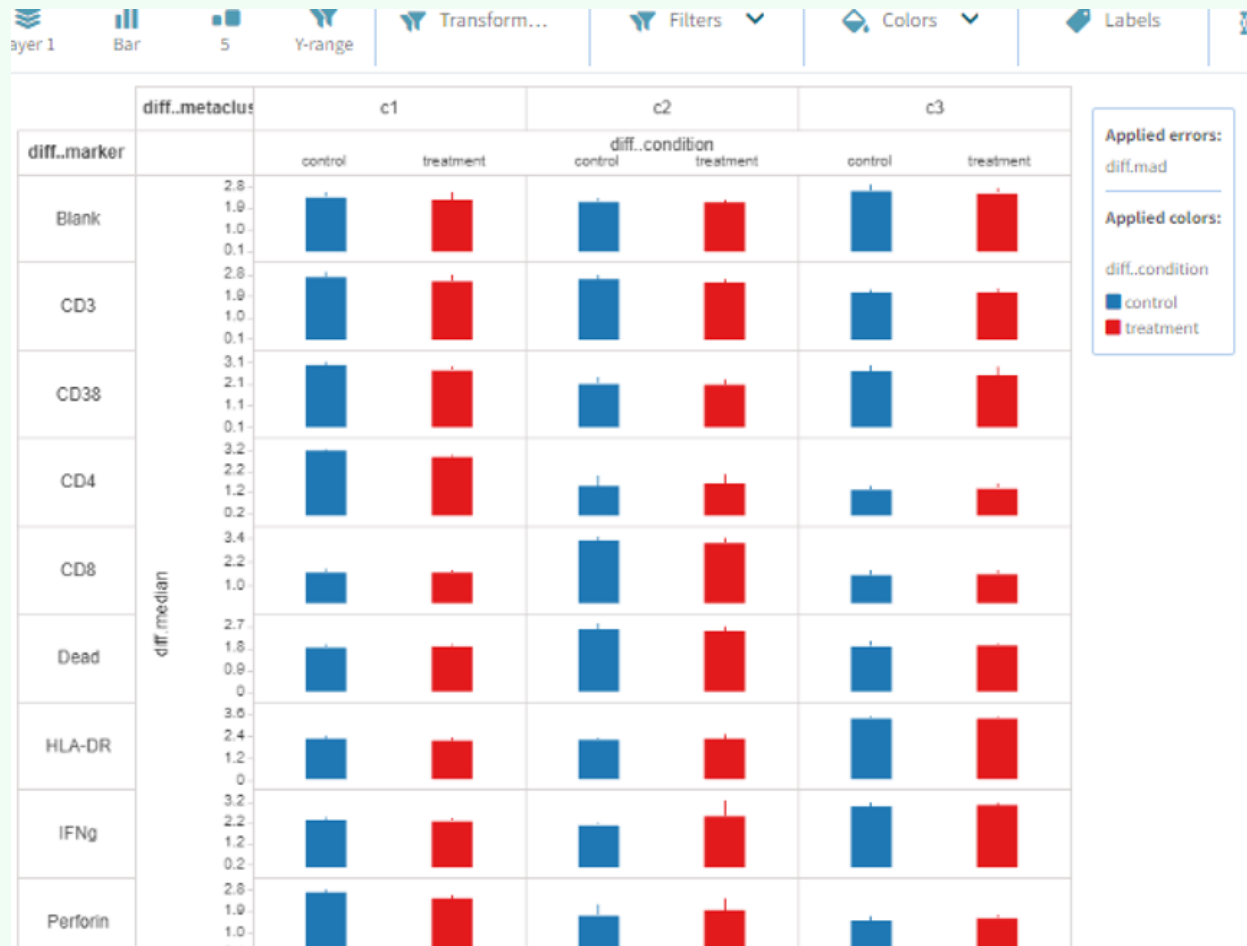 ayer 1 Bar 5 Y-range Transform... Filters Colors Labels
diff..metaclus c1 c2 c3
diff..marker diff..condition
control treatment control treatment control treatment
Blank 2.8 1.9 1.0 0.1
CD3 2.8 1.9 1.0 0.1
CD38 3.1 2.1 1.1 0.1
CD4 3.2 2.2 1.2 0.2
CD8 3.4 2.2 1.0
diff.median
Dead 2.7 1.8 0.9 0
HLA-DR 3.6 2.4 1.2 0
IFNg 3.2 2.2 1.2 0.2
Perforin 2.8 1.9 1.0
Applied errors:
diff.mad
Applied colors:
diff..condition
control
treatment